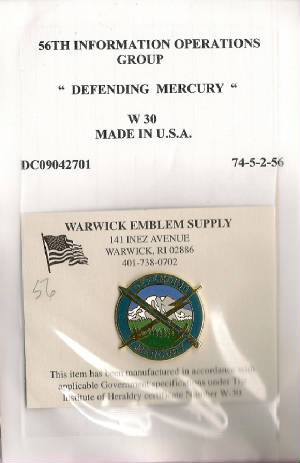 56TH INFORMATION OPERATIONS
GROUP
“ DEFENDING MERCURY “
W 30
MADE IN U.S.A.
DC09042701 74-5-2-56
WARWICK EMBLEM SUPPLY
141 INEZ AVENUE
WARWICK, RI 02886
401-738-0702
56
DEFENDING
MERCURY
This item has been manufactured in accordance with
applicable Government specifications under The
Institute of Heraldry certificate Number W-30